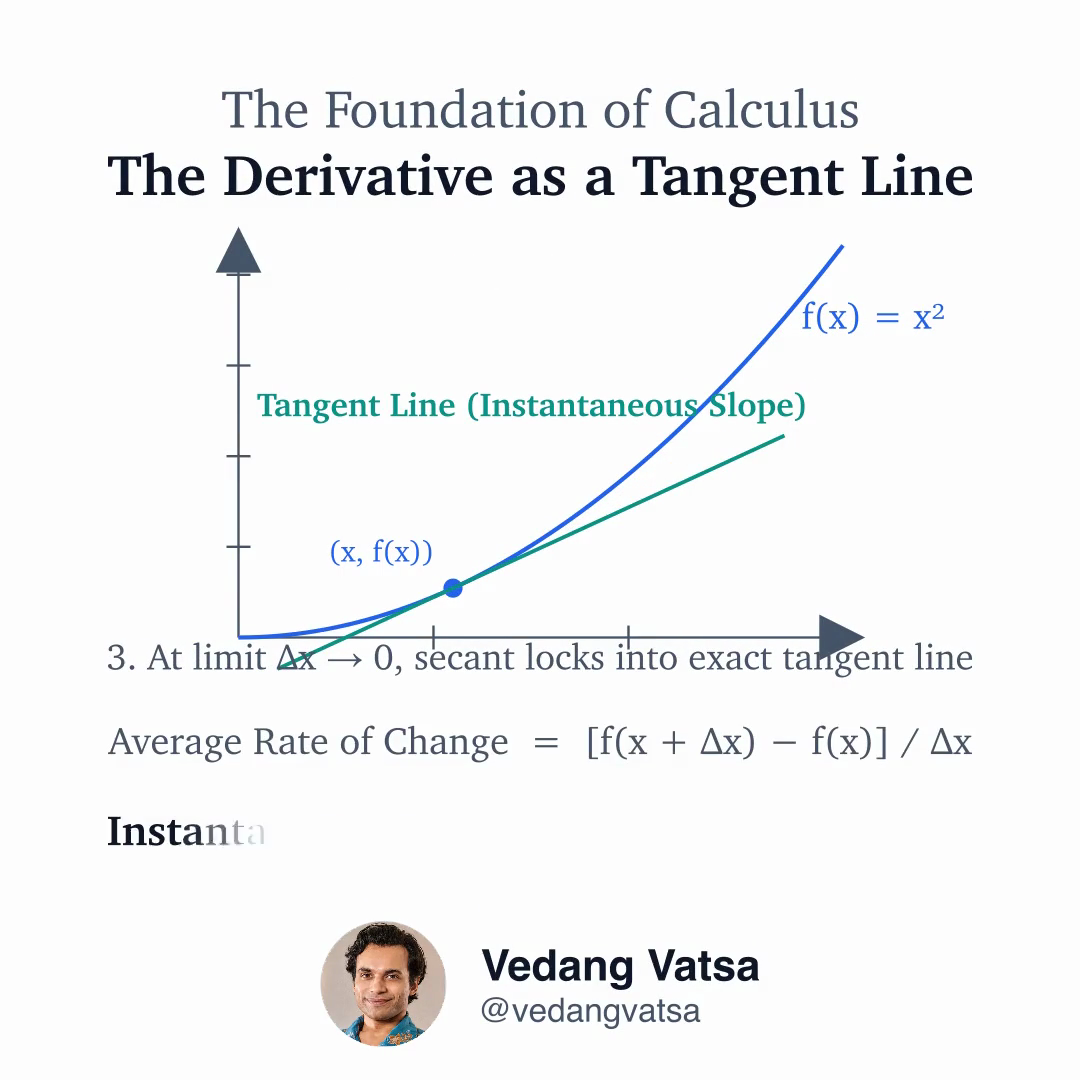 The Foundation of Calculus
The Derivative as a Tangent Line
f(x) = x²
Tangent Line (Instantaneous Slope)
(x, f(x))
3. At limit Δx → 0, secant locks into exact tangent line
Average Rate of Change = [f(x + Δx) − f(x)] / Δx
Instanta
Vedang Vatsa
@vedangvatsa